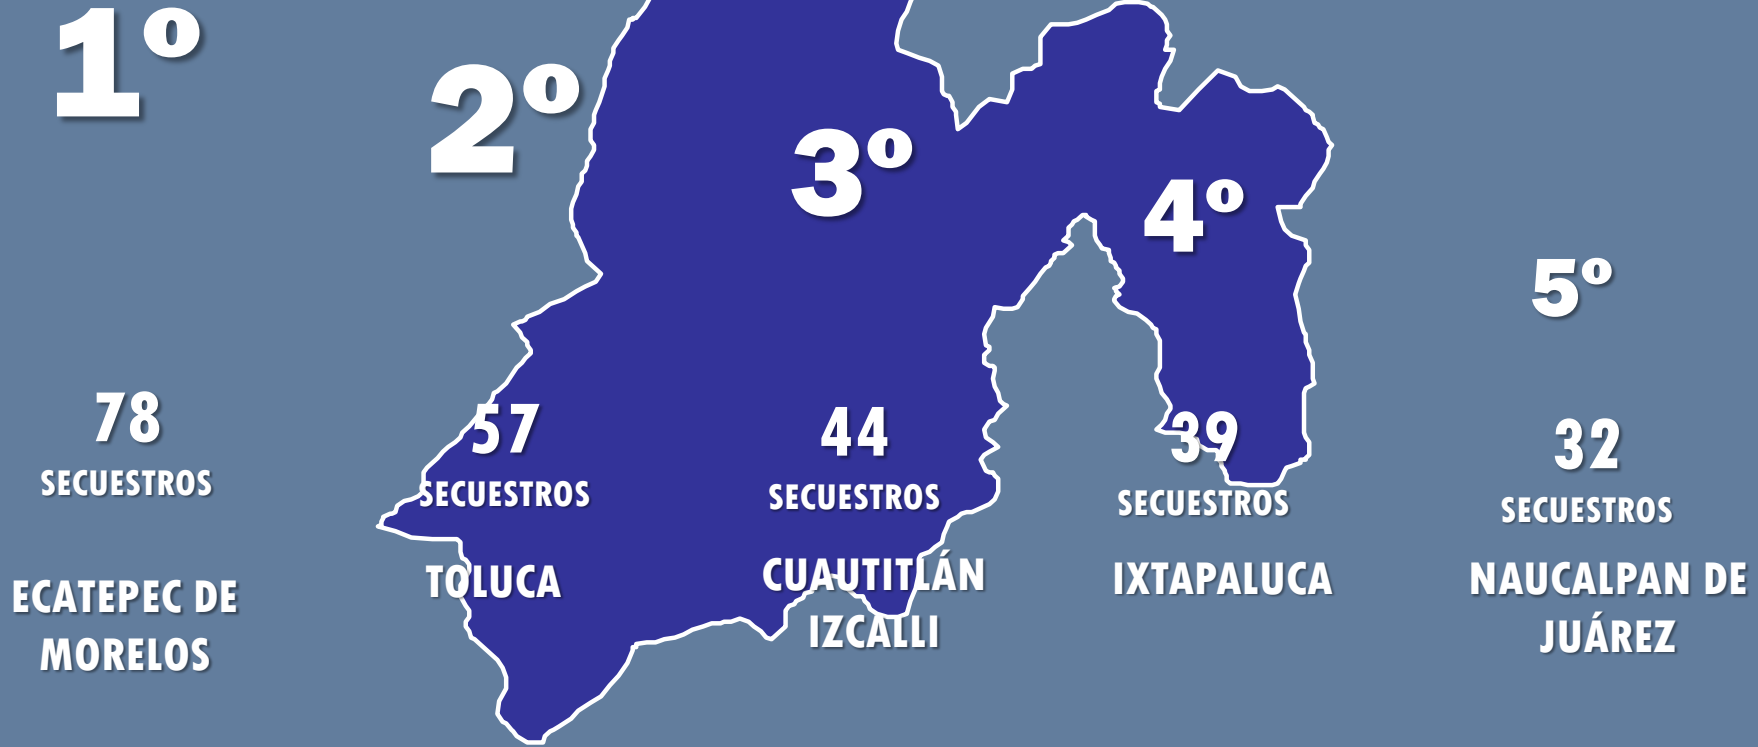 1º
78
SECUESTROS
ECATEPEC DE
MORELOS
2º
57
SECUESTROS
TOLUCA
3º
44
SECUESTROS
CUAUTITLÁN
IZCALLI
4º
39
SECUESTROS
IXTAPALUCA
5º
32
SECUESTROS
NAUCALPAN DE
JUÁREZ